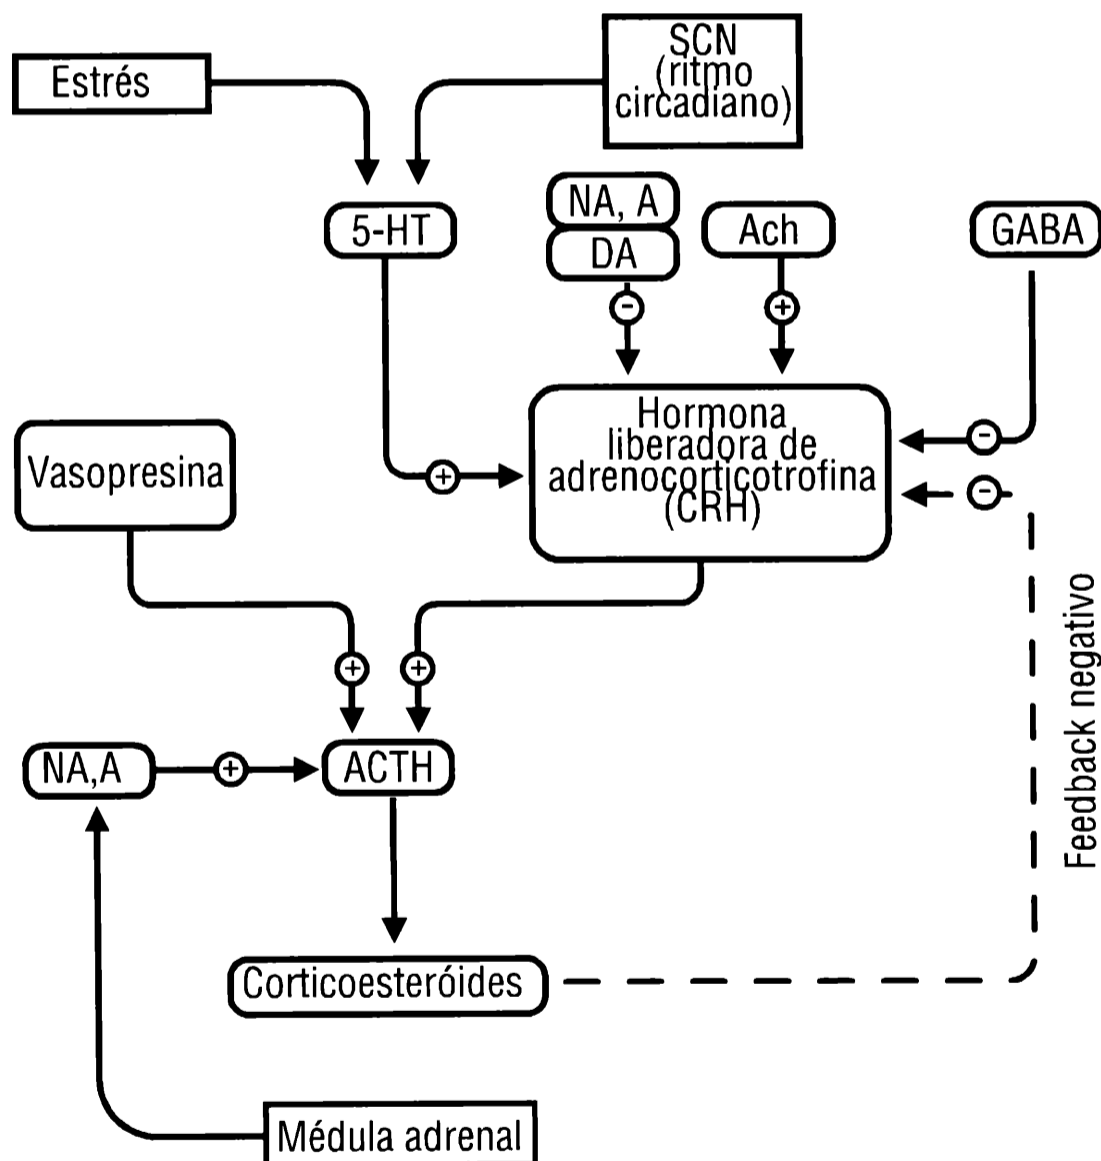 Estrés
SCN
(ritmo
circadiano)
5-HT
NA, A
DA
Ach
GABA
-
+
Hormona
liberadora de
adrenocorticotrofina
(CRH)
-
-
+
Vasopresina
+
+
NA,A
+
ACTH
Feedback negativo
Corticoesteróides
Médula adrenal